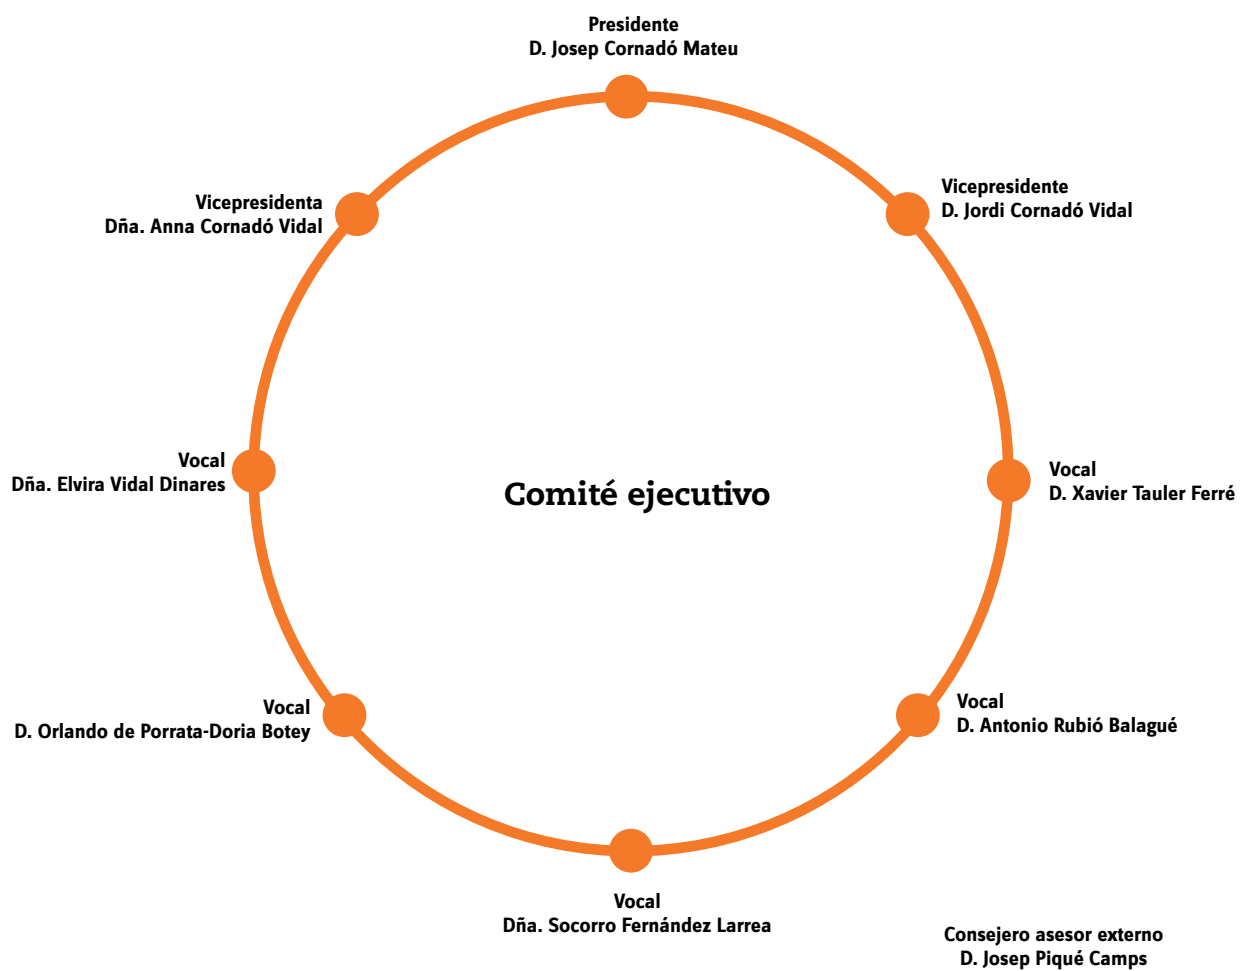 Presidente
D. Josep Cornadó Mateu
Vicepresidente
D. Jordi Cornadó Vidal
Vicepresidenta
Dña. Anna Cornadó Vidal
Vocal
Dña. Elvira Vidal Dinares
Comité ejecutivo
Vocal
D. Xavier Tauler Ferré
Vocal
D. Orlando de Porrata-Doria Botey
Vocal
D. Antonio Rubió Balagué
Vocal
Dña. Socorro Fernández Larrea
Consejero asesor externo
D. Josep Piqué Camps